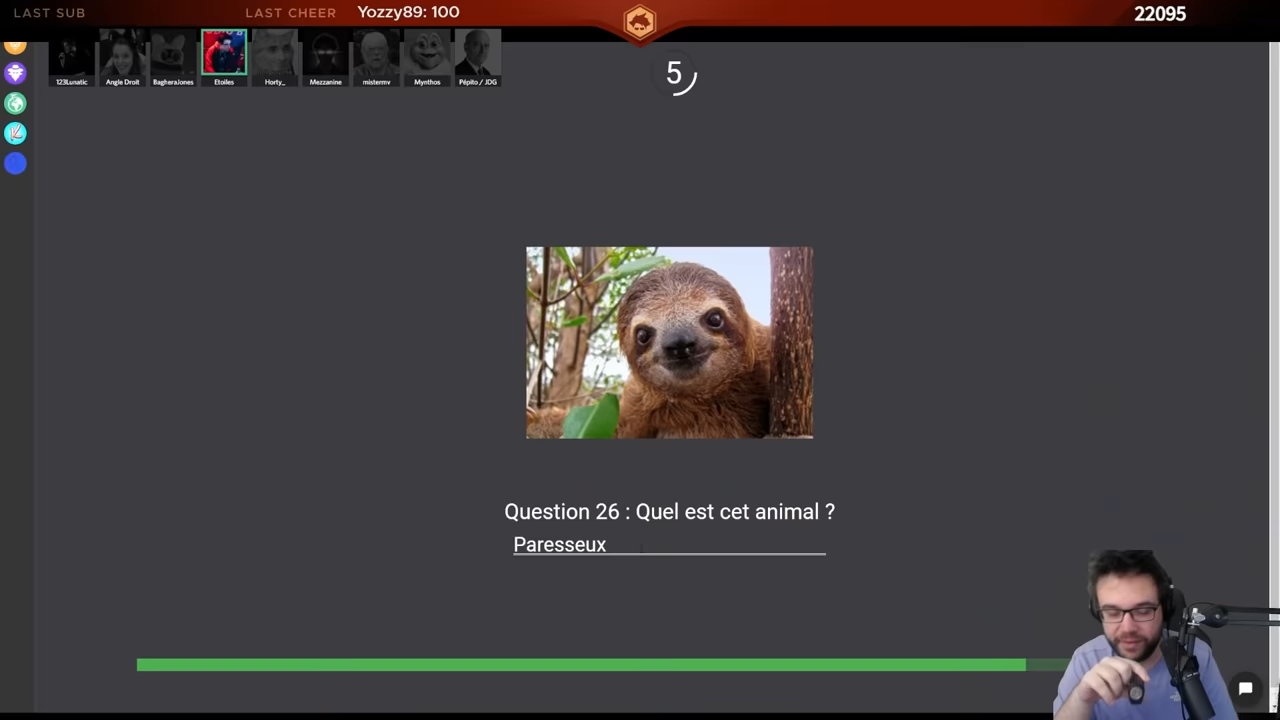 LAST SUB
LAST CHEER
Yozzy89: 100
22095
123Lunatic
Angle Droit
BagheraJones
Etoiles
Horty_
Mezzanine
mistermv
Mynthos
Pépito / JDG
5
Question 26 : Quel est cet animal ?
Paresseux